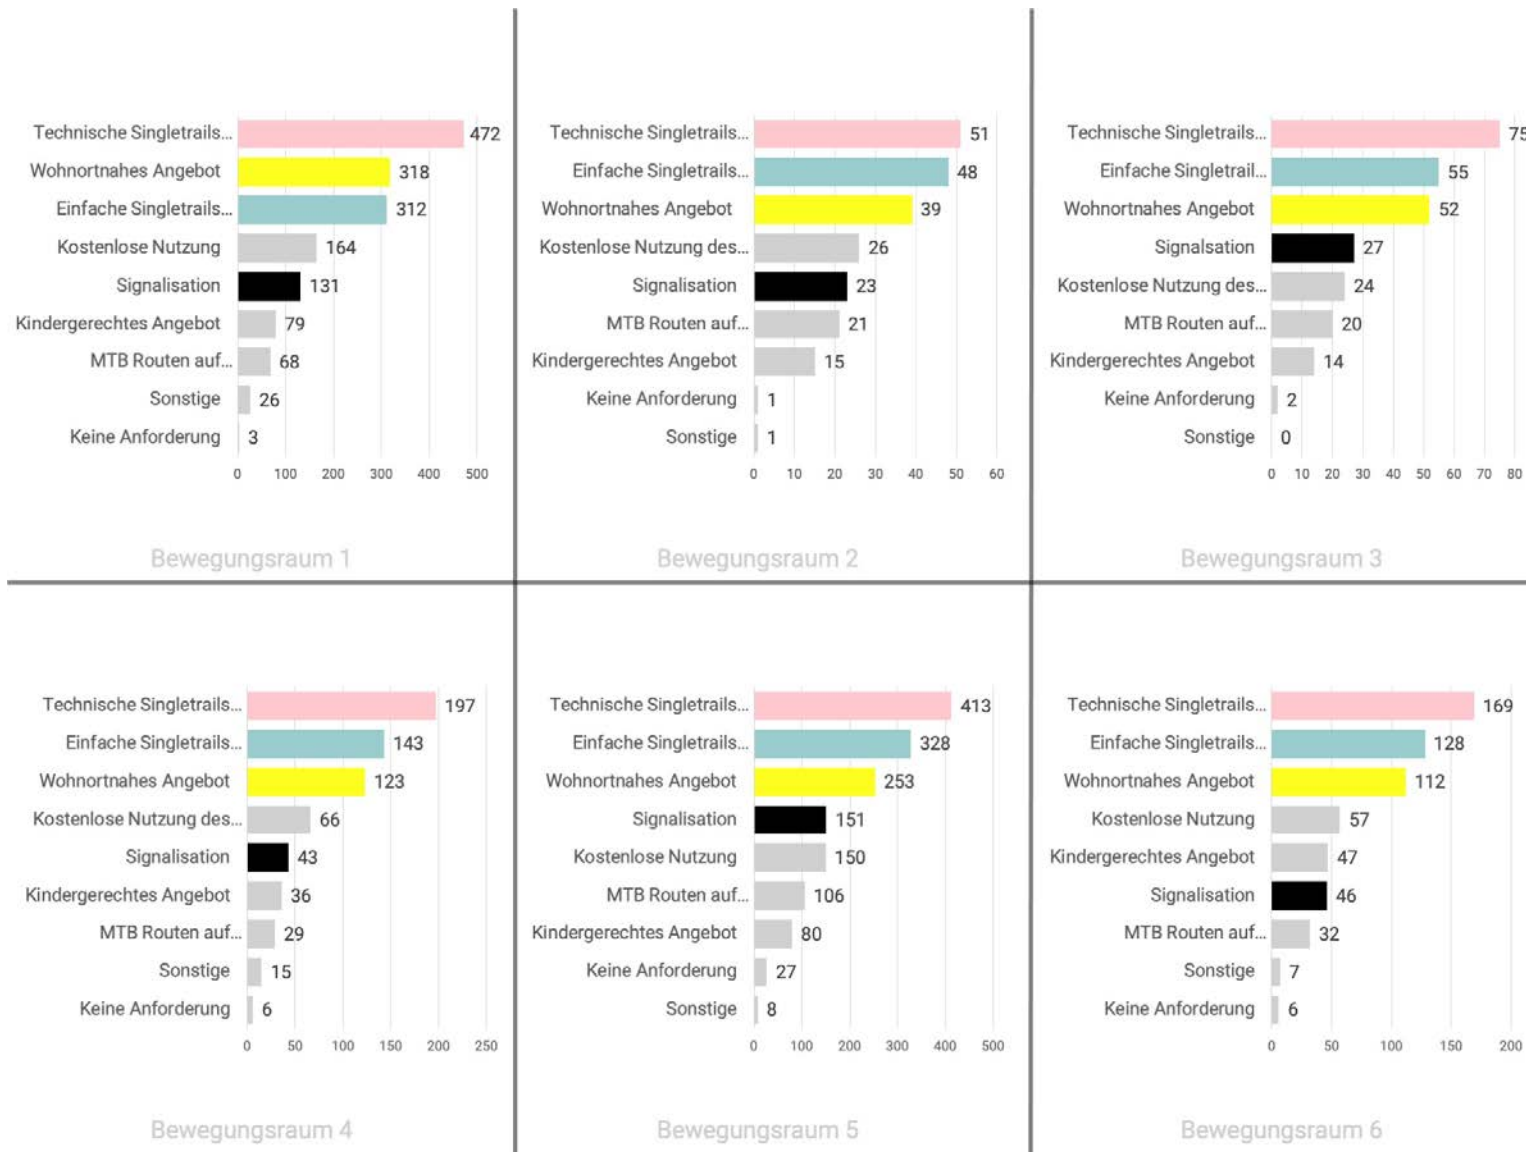 Technische Singletrails... 472
Wohnortnahes Angebot 318
Einfache Singletrails... 312
Kostenlose Nutzung 164
Signalisation 131
Kindergerechtes Angebot 79
MTB Routen auf... 68
Sonstige 26
Keine Anforderung 3
0 100 200 300 400 500
Bewegungsraum 1
Technische Singletrails... 51
Einfache Singletrails... 48
Wohnortnahes Angebot 39
Kostenlose Nutzung des... 26
Signalisation 23
MTB Routen auf... 21
Kindergerechtes Angebot 15
Keine Anforderung 1
Sonstige 1
0 10 20 30 40 50 60
Bewegungsraum 2
Technische Singletrails... 75
Einfache Singletrail... 55
Wohnortnahes Angebot 52
Signalsation 27
Kostenlose Nutzung des... 24
MTB Routen auf... 20
Kindergerechtes Angebot 14
Keine Anforderung 2
Sonstige 0
0 10 20 30 40 50 60 70 80
Bewegungsraum 3
Technische Singletrails... 197
Einfache Singletrails... 143
Wohnortnahes Angebot 123
Kostenlose Nutzung des... 66
Signalisation 43
Kindergerechtes Angebot 36
MTB Routen auf... 29
Sonstige 15
Keine Anforderung 6
0 50 100 150 200 250
Bewegungsraum 4
Technische Singletrails... 413
Einfache Singletrails... 328
Wohnortnahes Angebot 253
Signalisation 151
Kostenlose Nutzung 150
MTB Routen auf... 106
Kindergerechtes Angebot 80
Keine Anforderung 27
Sonstige 8
0 100 200 300 400 500
Bewegungsraum 5
Technische Singletrails... 169
Einfache Singletrails... 128
Wohnortnahes Angebot 112
Kostenlose Nutzung 57
Kindergerechtes Angebot 47
Signalisation 46
MTB Routen auf... 32
Sonstige 7
Keine Anforderung 6
0 50 100 150 200
Bewegungsraum 6